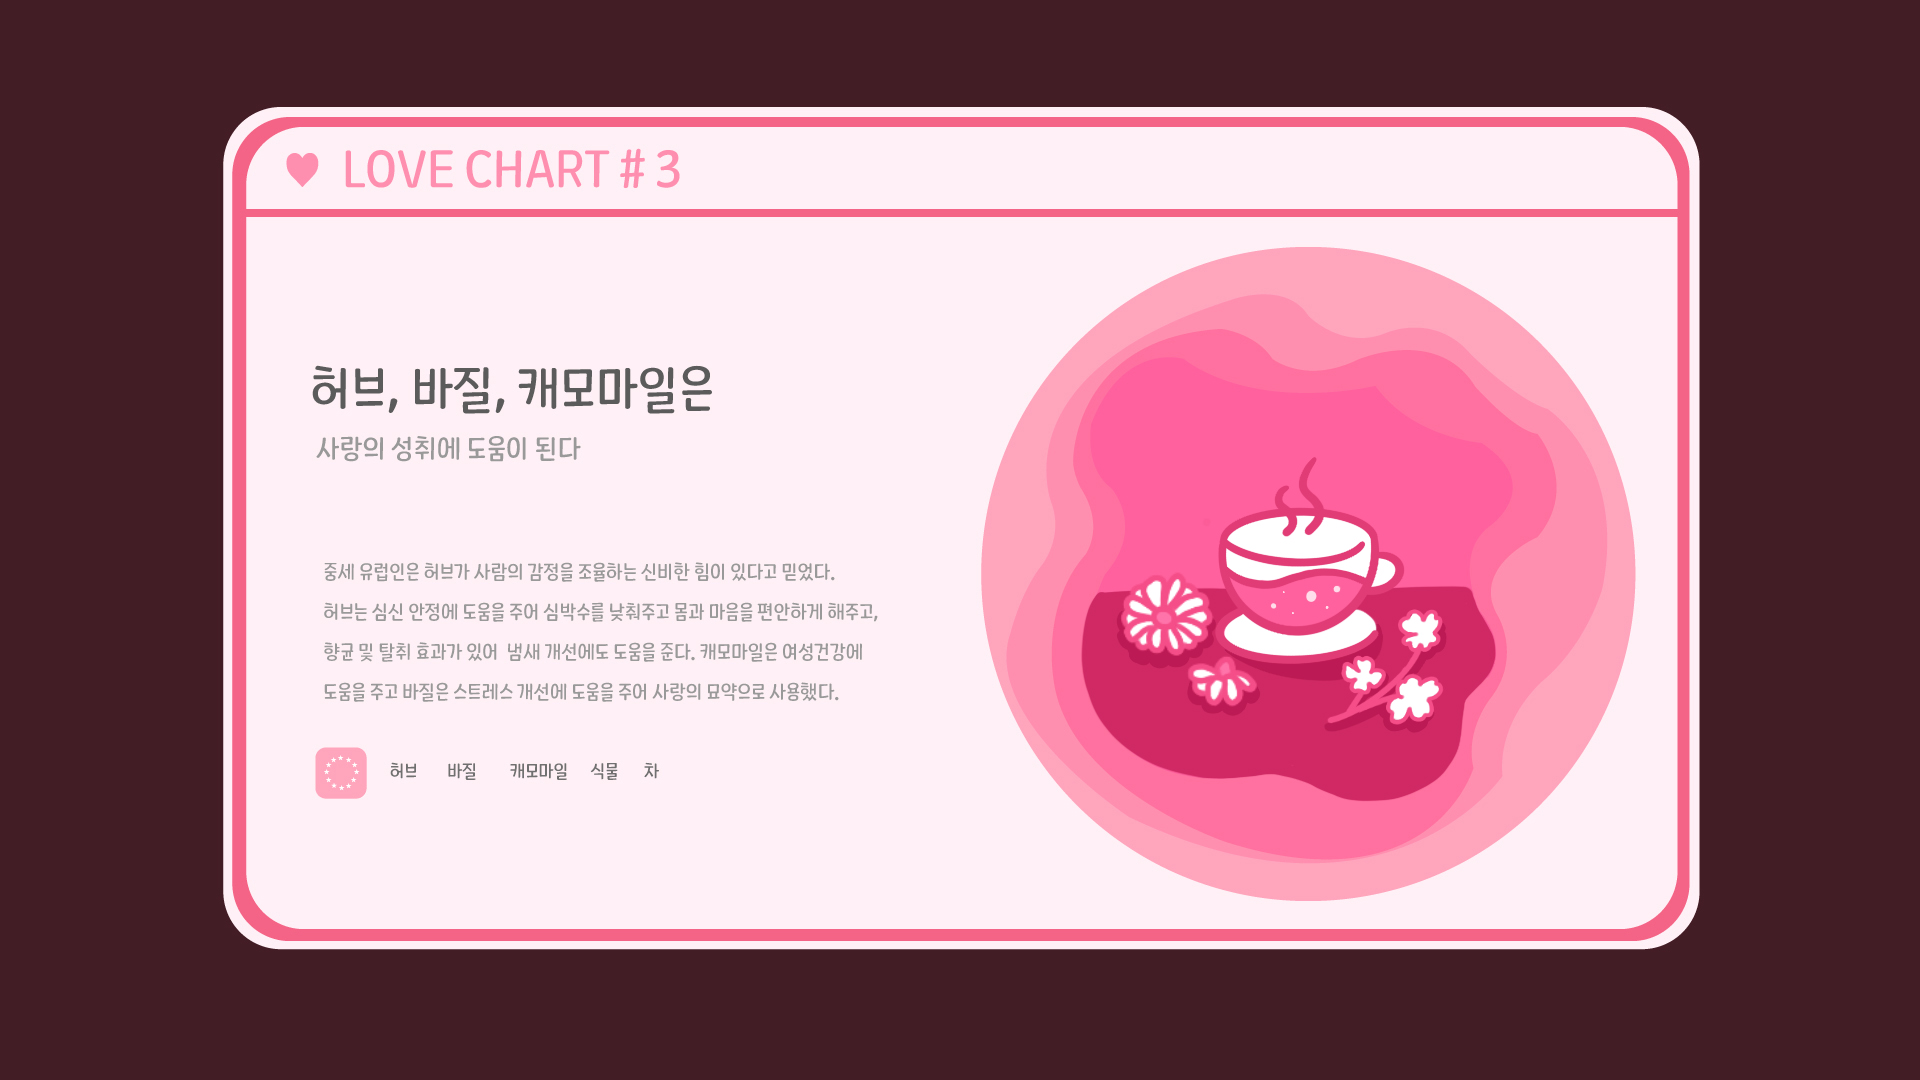 LOVE CHART # 3
허브, 바질, 캐모마일은
사랑의 성취에 도움이 된다
중세 유럽인은 허브가 사람의 감정을 조율하는 신비한 힘이 있다고 믿었다.
허브는 심신 안정에 도움을 주어 심박수를 낮춰주고 몸과 마음을 편안하게 해주고,
향균 및 탈취 효과가 있어 냄새 개선에도 도움을 준다. 캐모마일은 여성건강에
도움을 주고 바질은 스트레스 개선에 도움을 주어 사랑의 묘약으로 사용했다.
허브 바질 캐모마일 식물 차